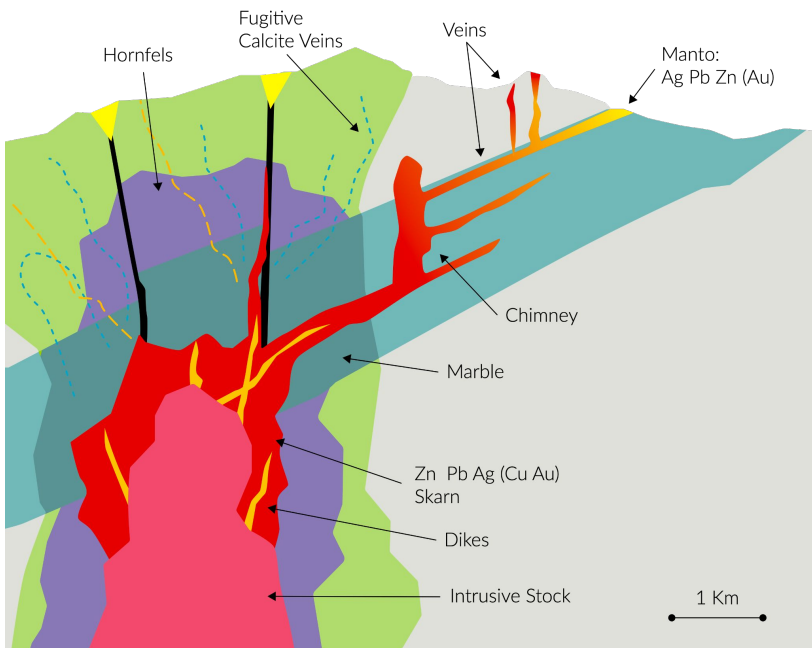 Fugitive
Calcite Veins
Hornfels
Veins
Manto:
Ag Pb Zn (Au)
Chimney
Marble
Zn Pb Ag (Cu Au)
Skarn
Dikes
Intrusive Stock
1 Km